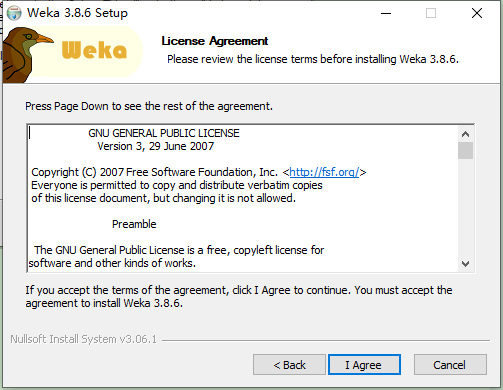 Weka 3.8.6 Setup
Weka
License Agreement
Please review the license terms before installing Weka 3.8.6.
Press Page Down to see the rest of the agreement.
GNU GENERAL PUBLIC LICENSE
Version 3, 29 June 2007
Copyright (C) 2007 Free Software Foundation, Inc. <http://fsf.org/>
Everyone is permitted to copy and distribute verbatim copies
of this license document, but changing it is not allowed.
Preamble
The GNU General Public License is a free, copyleft license for
software and other kinds of works.
If you accept the terms of the agreement, click I Agree to continue. You must accept the
agreement to install Weka 3.8.6.
Nullsoft Install System v3.06.1
< Back
I Agree
Cancel